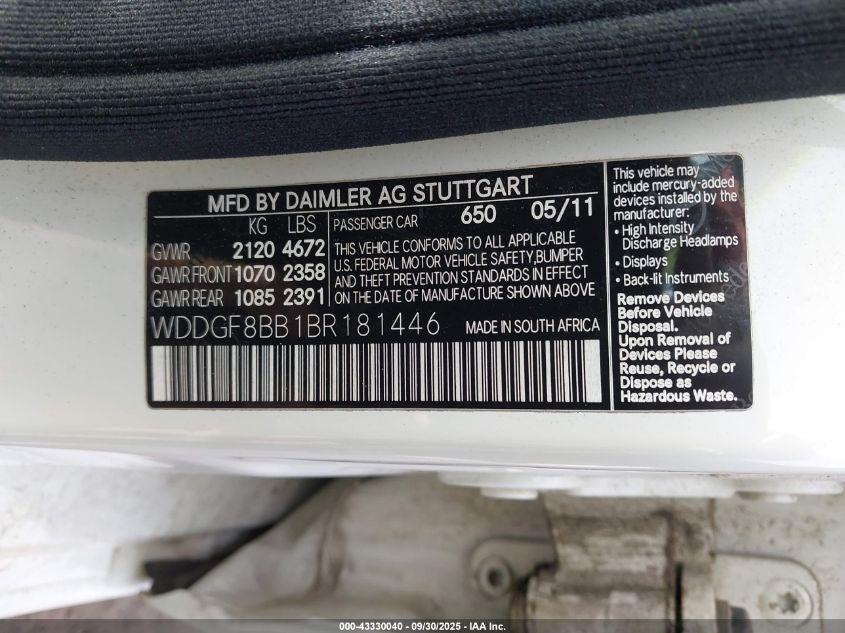 MFD BY DAIMLER AG STUTTGART
KG LBS
GVWR 2120 4672
GAWR FRONT 1070 2358
GAWR REAR 1085 2391
PASSENGER CAR 650 05/11
THIS VEHICLE CONFORMS TO ALL APPLICABLE
U.S. FEDERAL MOTOR VEHICLE SAFETY, BUMPER
AND THEFT PREVENTION STANDARDS IN EFFECT
ON THE DATE OF MANUFACTURE SHOWN ABOVE
WDDGF8BB1BR181446 MADE IN SOUTH AFRICA
This vehicle may
include mercury-added
devices installed by the
manufacturer:
• High Intensity
Discharge Headlamps
• Displays
• Back-lit Instruments
Remove Devices
Before Vehicle
Disposal.
Upon Removal of
Devices Please
Reuse, Recycle or
Dispose as
Hazardous Waste.
000-43330040 - 09/30/2025 - IAA Inc.